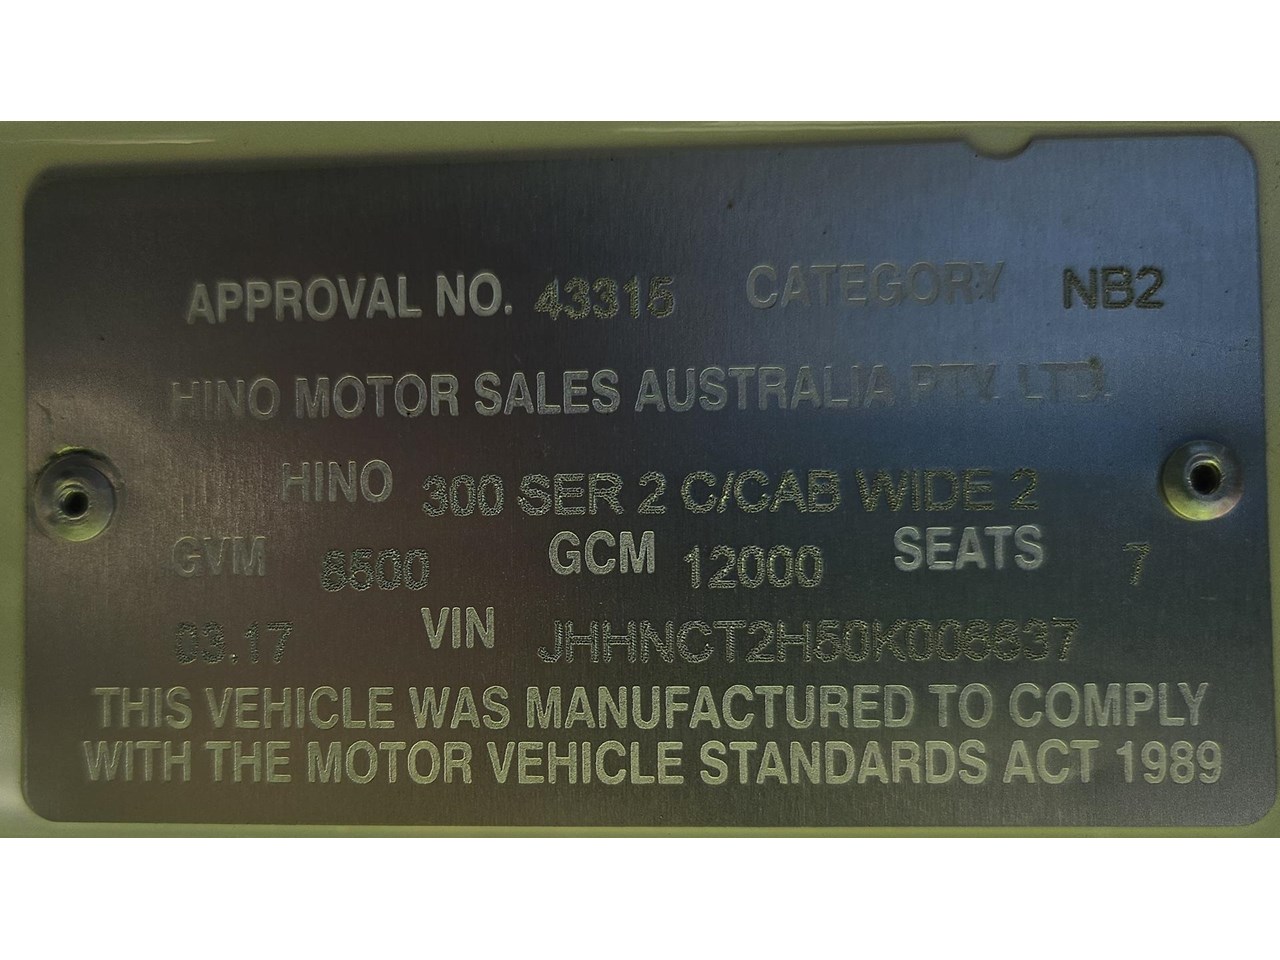 APPROVAL NO. 43315 CATEGORY NB2
HINO MOTOR SALES AUSTRALIA PTY. LTD.
HINO 300 SER 2 C/CAB WIDE 2
GVM 8500 GCM 12000 SEATS 7
03.17 VIN JHHNCT2H50K006837
THIS VEHICLE WAS MANUFACTURED TO COMPLY
WITH THE MOTOR VEHICLE STANDARDS ACT 1989